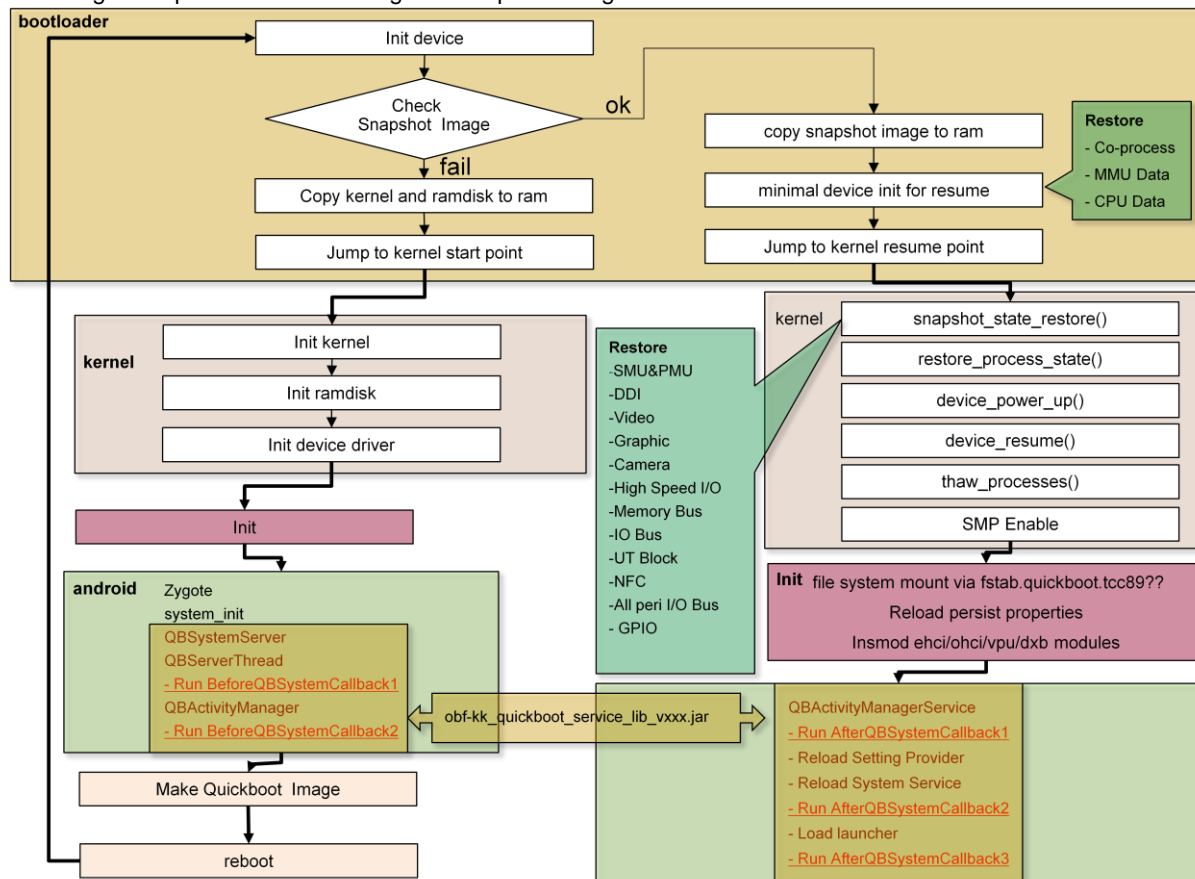 bootloader
Init device
Check
Snapshot Image
ok
fail
Copy kernel and ramdisk to ram
Jump to kernel start point
copy snapshot image to ram
minimal device init for resume
Jump to kernel resume point
Restore
- Co-process
- MMU Data
- CPU Data
kernel
Init kernel
Init ramdisk
Init device driver
Init
android
Zygote
system_init
QBSystemServer
QBServerThread
- Run BeforeQBSystemCallback1
QBActivityManager
- Run BeforeQBSystemCallback2
Make Quickboot Image
reboot
Restore
-SMU&PMU
-DDI
-Video
-Graphic
-Camera
-High Speed I/O
-Memory Bus
-IO Bus
-UT Block
-NFC
-All peri I/O Bus
- GPIO
obf-kk_quickboot_service_lib_vxxx.jar
kernel
snapshot_state_restore()
restore_process_state()
device_power_up()
device_resume()
thaw_processes()
SMP Enable
Init file system mount via fstab.quickboot.tcc89??
Reload persist properties
Insmod ehci/ohci/vpu/dxb modules
QBActivityManagerService
- Run AfterQBSystemCallback1
- Reload Setting Provider
- Reload System Service
- Run AfterQBSystemCallback2
- Load launcher
- Run AfterQBSystemCallback3